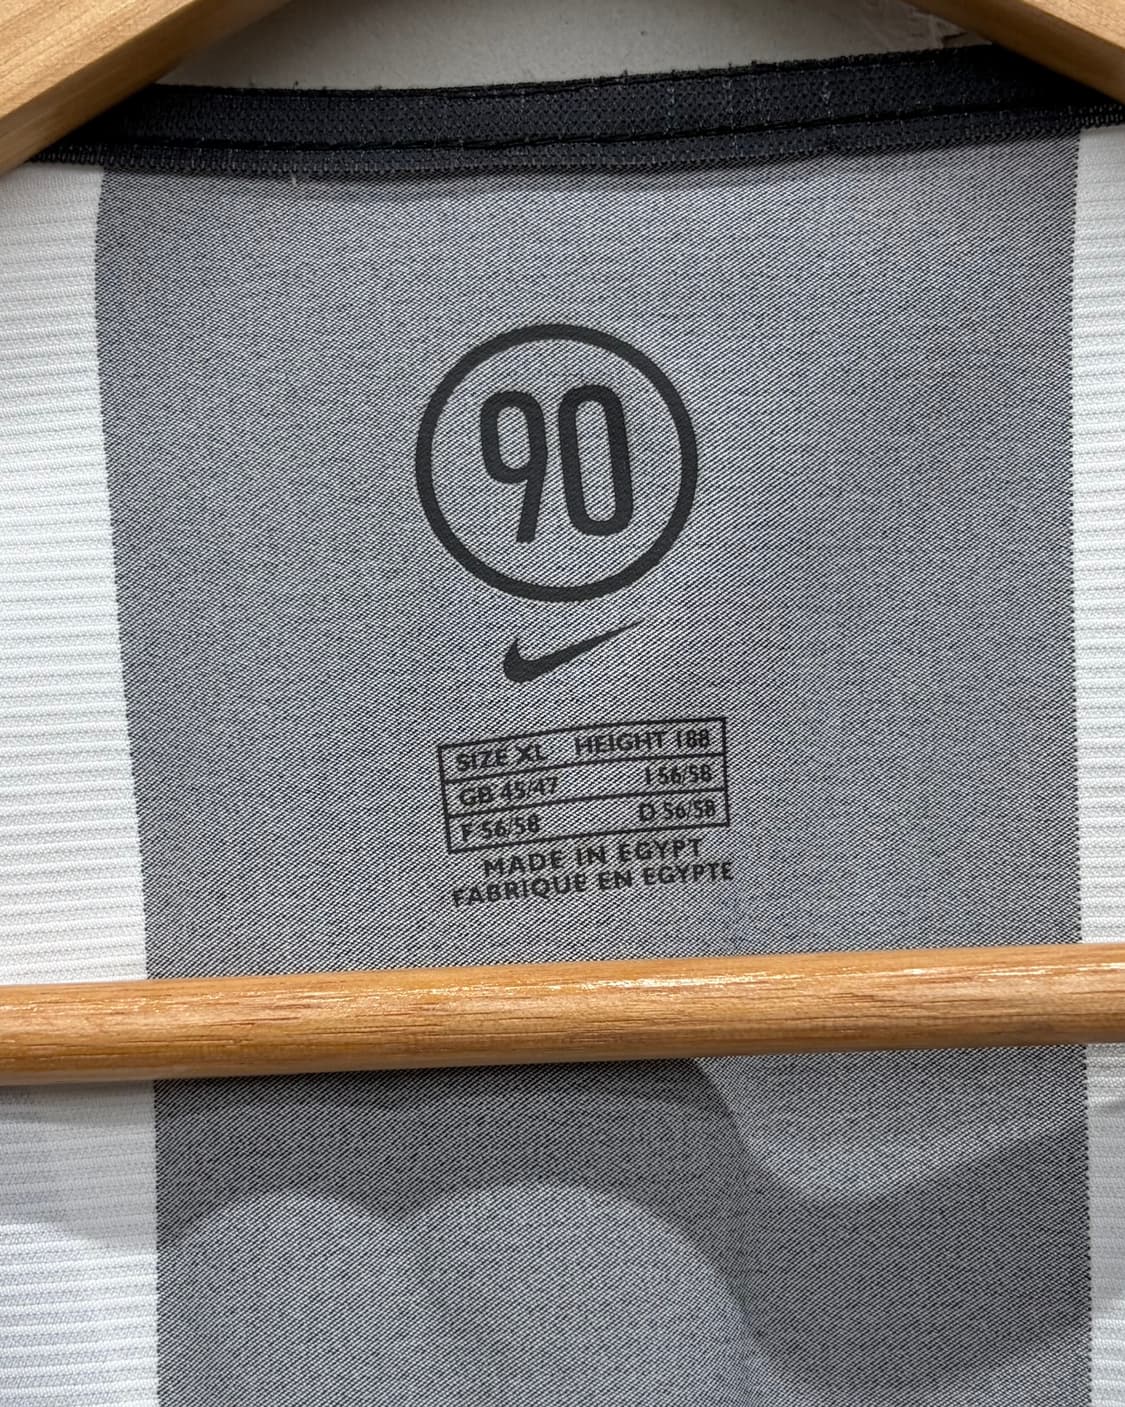 90
SIZE XL HEIGHT 188
GB 45/47 I 56/58
F 56/58 D 56/58
MADE IN EGYPT
FABRIQUE EN EGYPTE